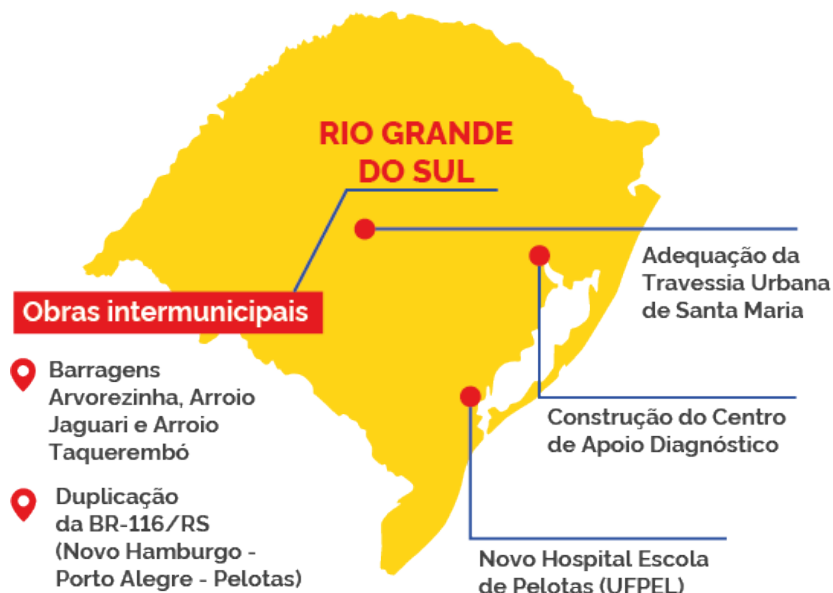 RIO GRANDE
DO SUL
Adequação da
Travessia Urbana
de Santa Maria
Obras intermunicipais
Barragens
Arvorezinha, Arroio
Jaguari e Arroio
Taquerembó
Construção do Centro
de Apoio Diagnóstico
Duplicação
da BR-116/RS
(Novo Hamburgo -
Porto Alegre - Pelotas)
Novo Hospital Escola
de Pelotas (UFPEL)